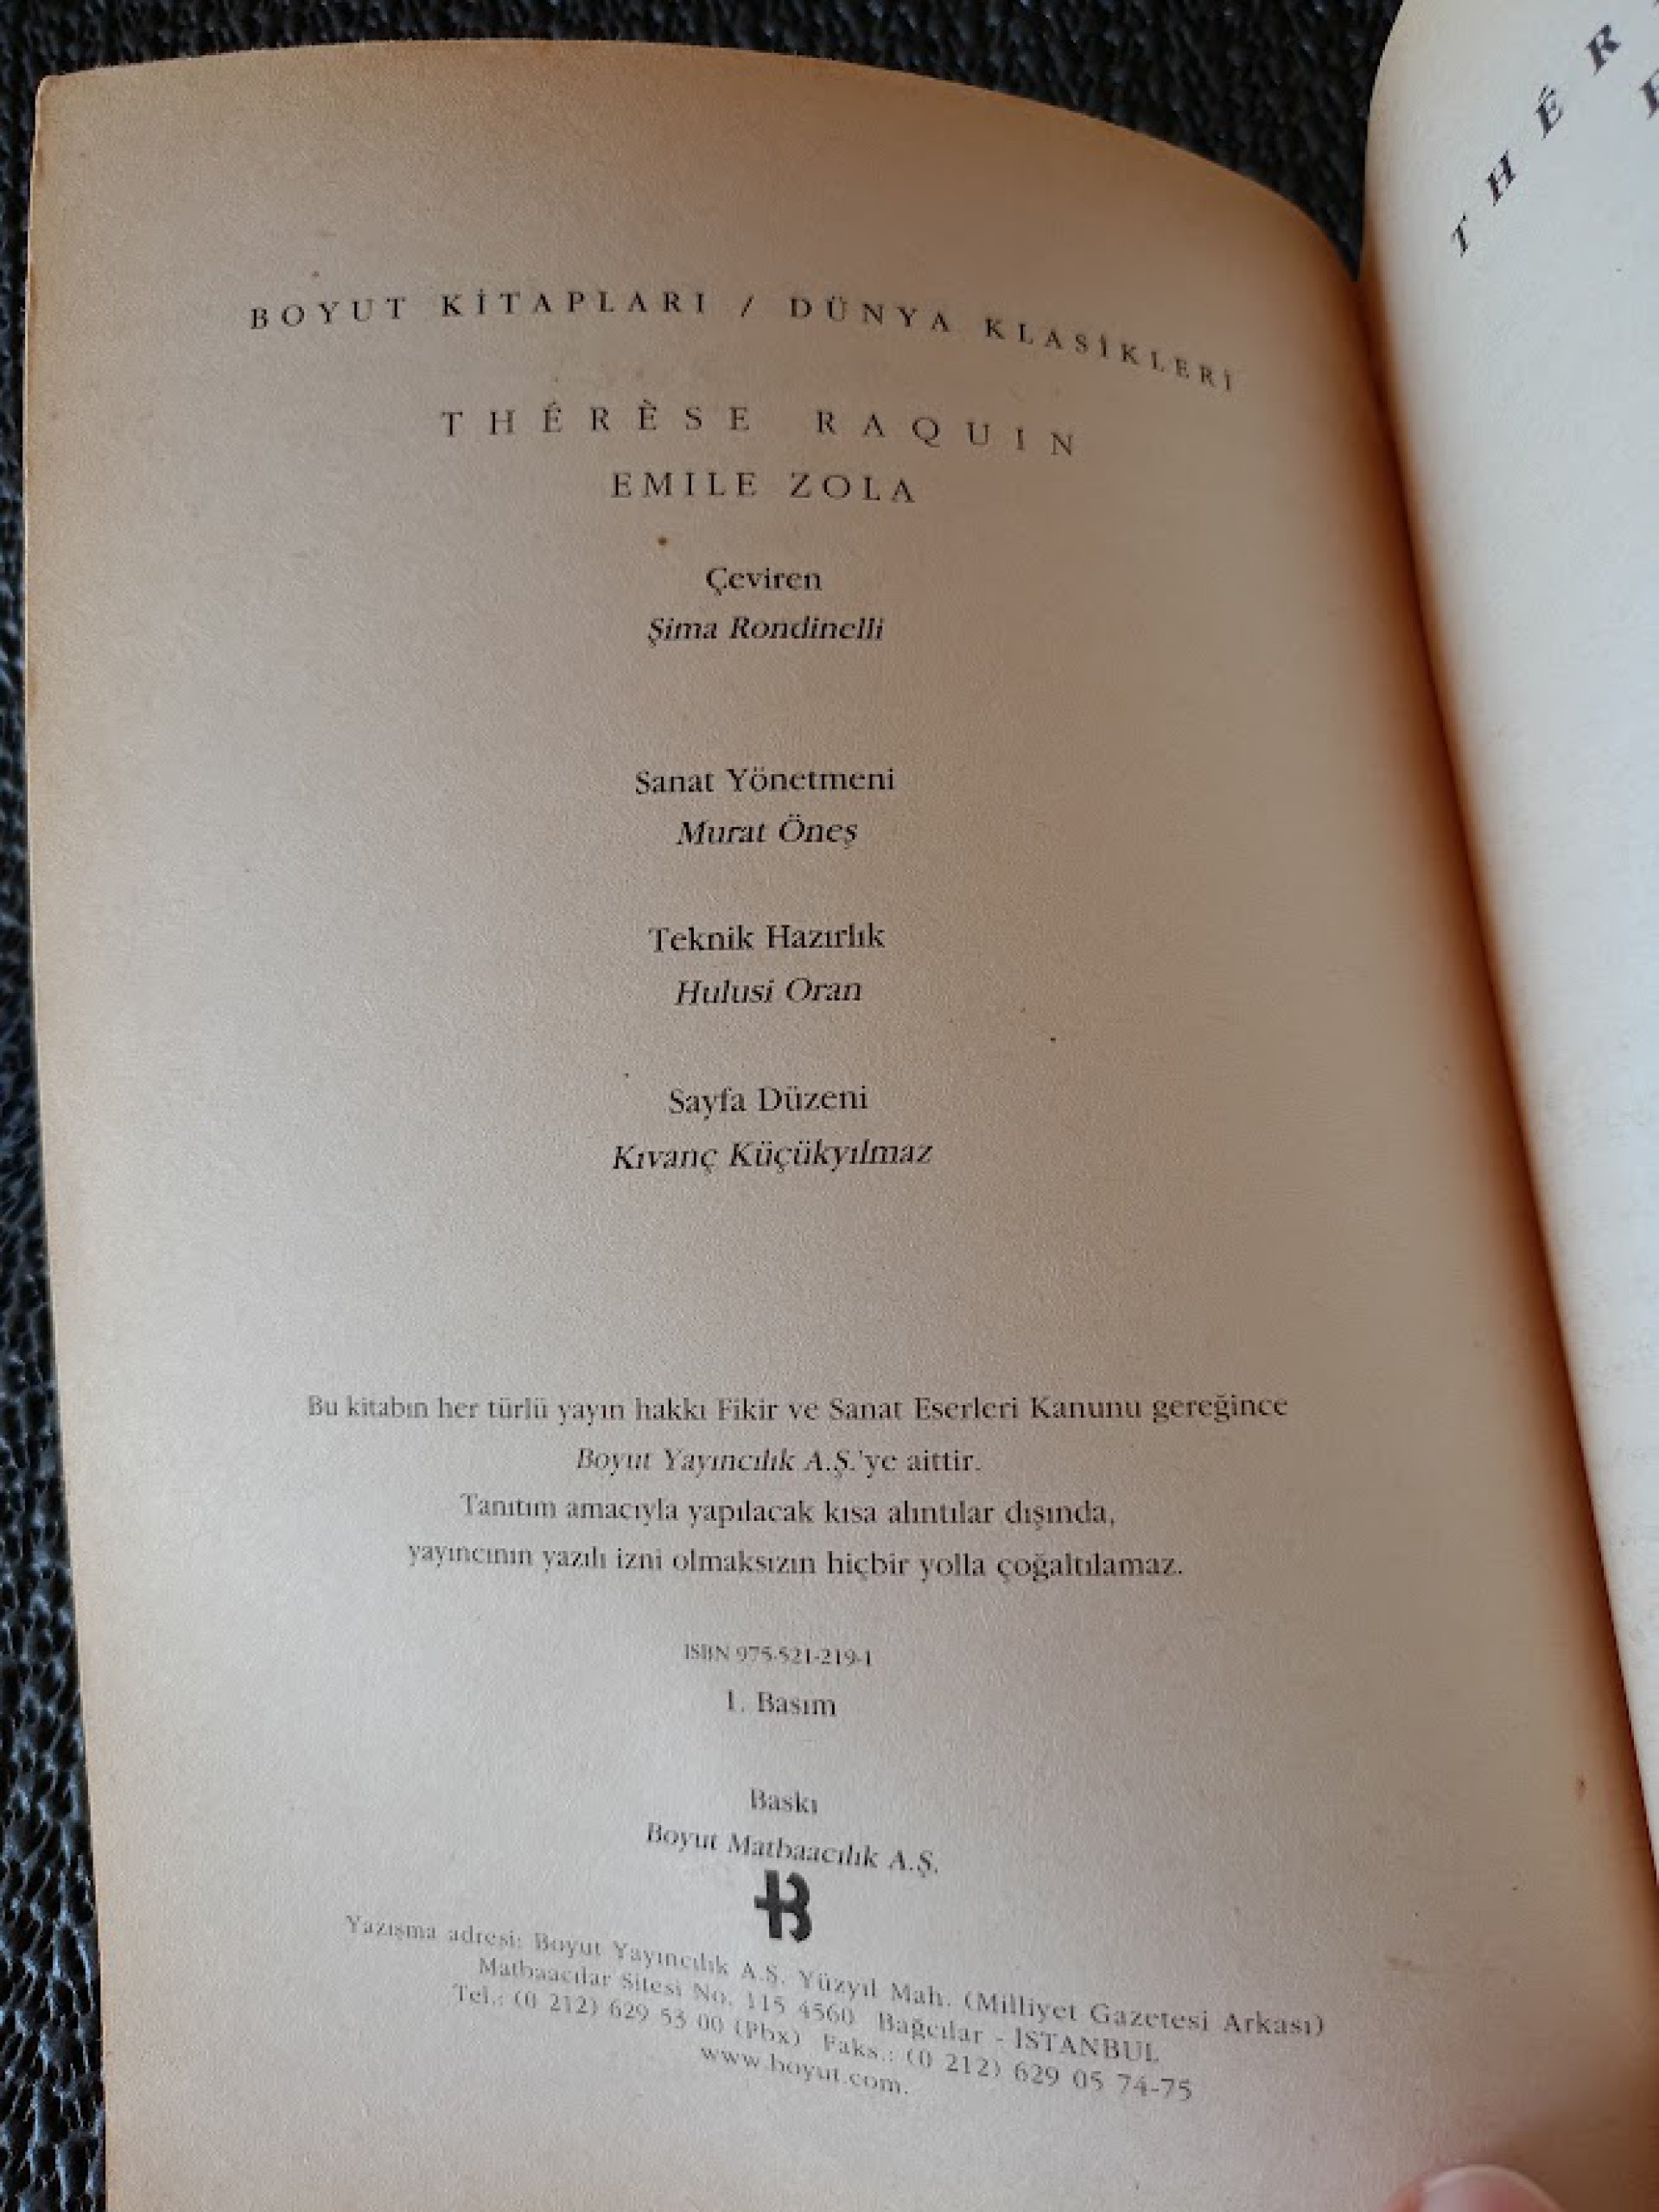 BOYUT KİTAPLARI / DÜNYA KLASİKLERİ
THÉRÈSE RAQUIN
EMILE ZOLA
Çeviren
Şima Rondinelli
Sanat Yönetmeni
Murat Öneş
Teknik Hazırlık
Hulusi Oran
Sayfa Düzeni
Kıvanç Küçükyılmaz
Bu kitabın her türlü yayın hakkı Fikir ve Sanat Eserleri Kanunu gereğince
Boyut Yayıncılık A.Ş.'ye aittir.
Tanıtım amacıyla yapılacak kısa alıntılar dışında,
yayıncının yazılı izni olmaksızın hiçbir yolla çoğaltılamaz.
ISBN 975-521-219-1
1. Basım
Baskı
Boyut Matbaacılık A.Ş.
Yazışma adresi: Boyut Yayıncılık A.Ş. Yüzyıl Mah. (Milliyet Gazetesi Arkası)
Matbaacılar Sitesi No. 115 4560 Bağcılar - İSTANBUL
Tel.: (0 212) 629 53 00 (Pbx) Faks.: (0 212) 629 05 74-75
www.boyut.com.
THÉR